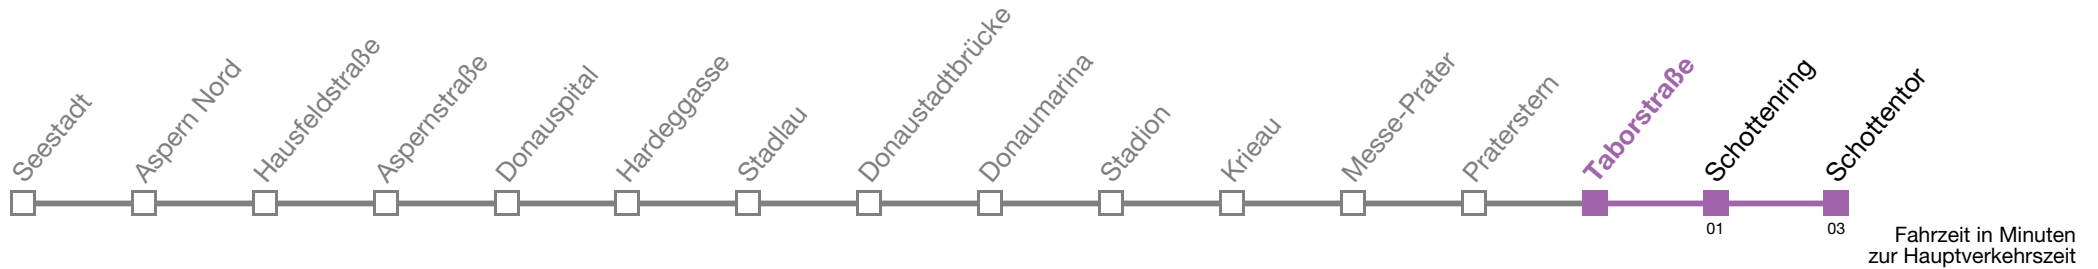 Seestadt
Aspern Nord
Hausfeldstraße
Aspernstraße
Donauspital
Hardeggasse
Stadlau
Donaustadtbrücke
Donaumarina
Stadion
Krieau
Messe-Prater
Praterstern
Taborstraße
Schottenring
Schottentor
01
03
Fahrzeit in Minuten
zur Hauptverkehrszeit